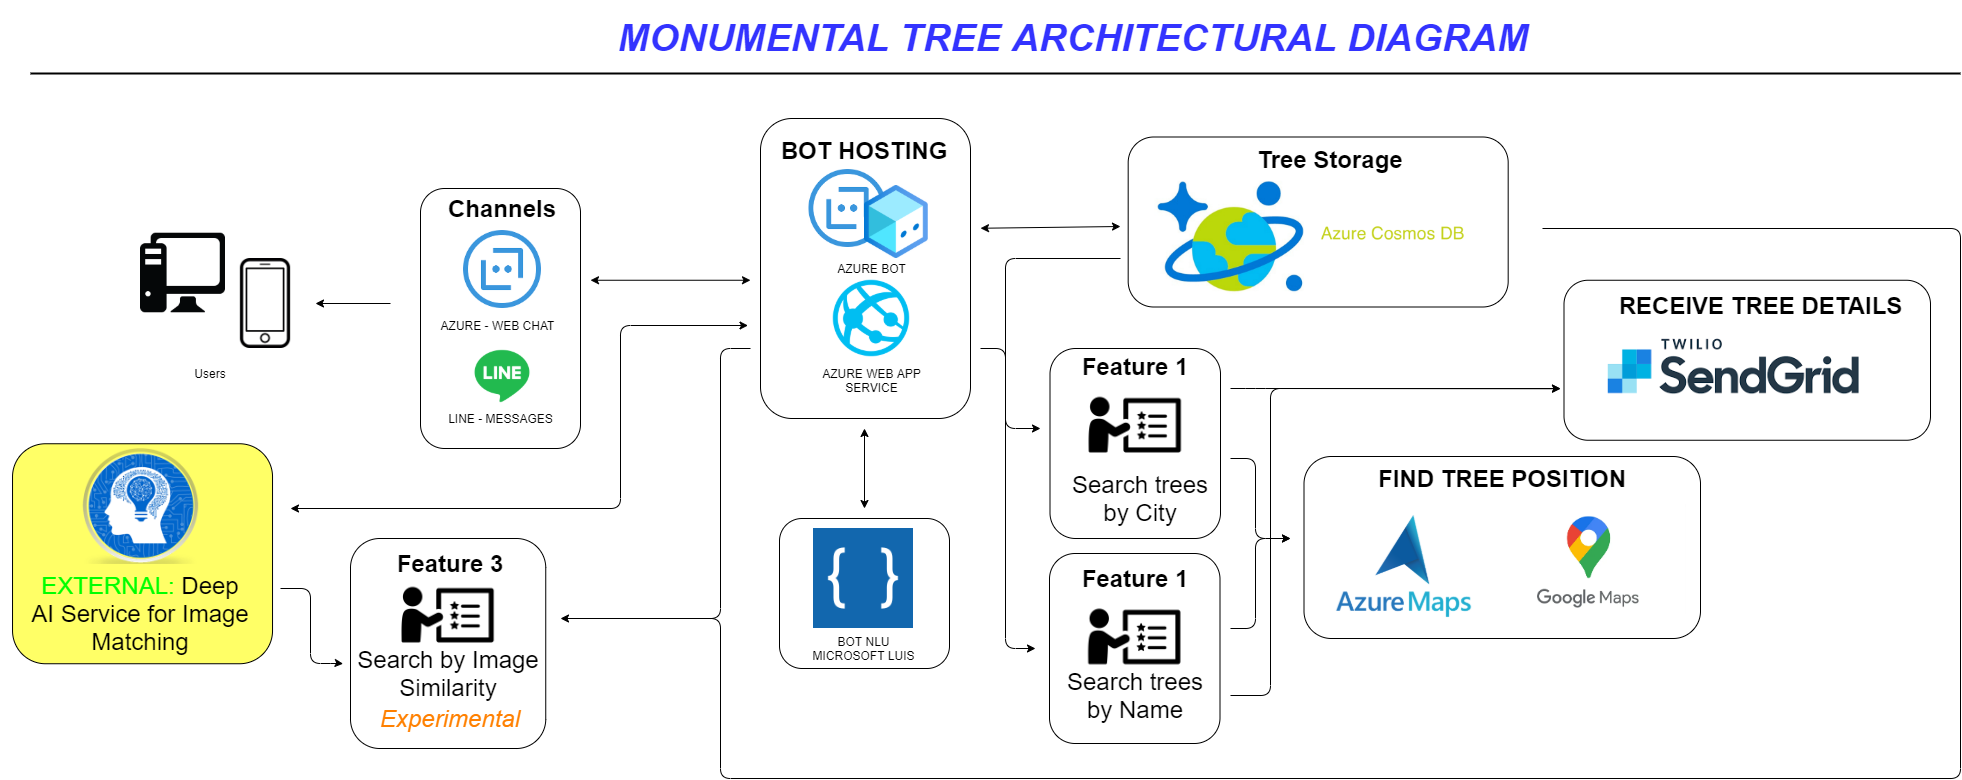 MONUMENTAL TREE ARCHITECTURAL DIAGRAM
Users
Channels
AZURE - WEB CHAT
LINE
LINE - MESSAGES
BOT HOSTING
AZURE BOT
AZURE WEB APP
SERVICE
Tree Storage
Azure Cosmos DB
RECEIVE TREE DETAILS
TWILIO
SendGrid
Feature 1
Search trees
by City
FIND TREE POSITION
Azure Maps
Google Maps
EXTERNAL: Deep
AI Service for Image
Matching
Feature 3
Search by Image
Similarity
Experimental
{ }
BOT NLU
MICROSOFT LUIS
Feature 1
Search trees
by Name